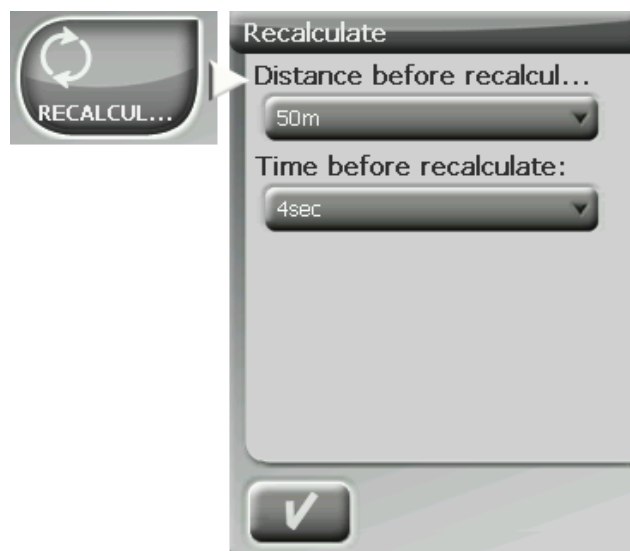 RECALCUL...
Recalculate
Distance before recalcul...
50m
Time before recalculate:
4sec